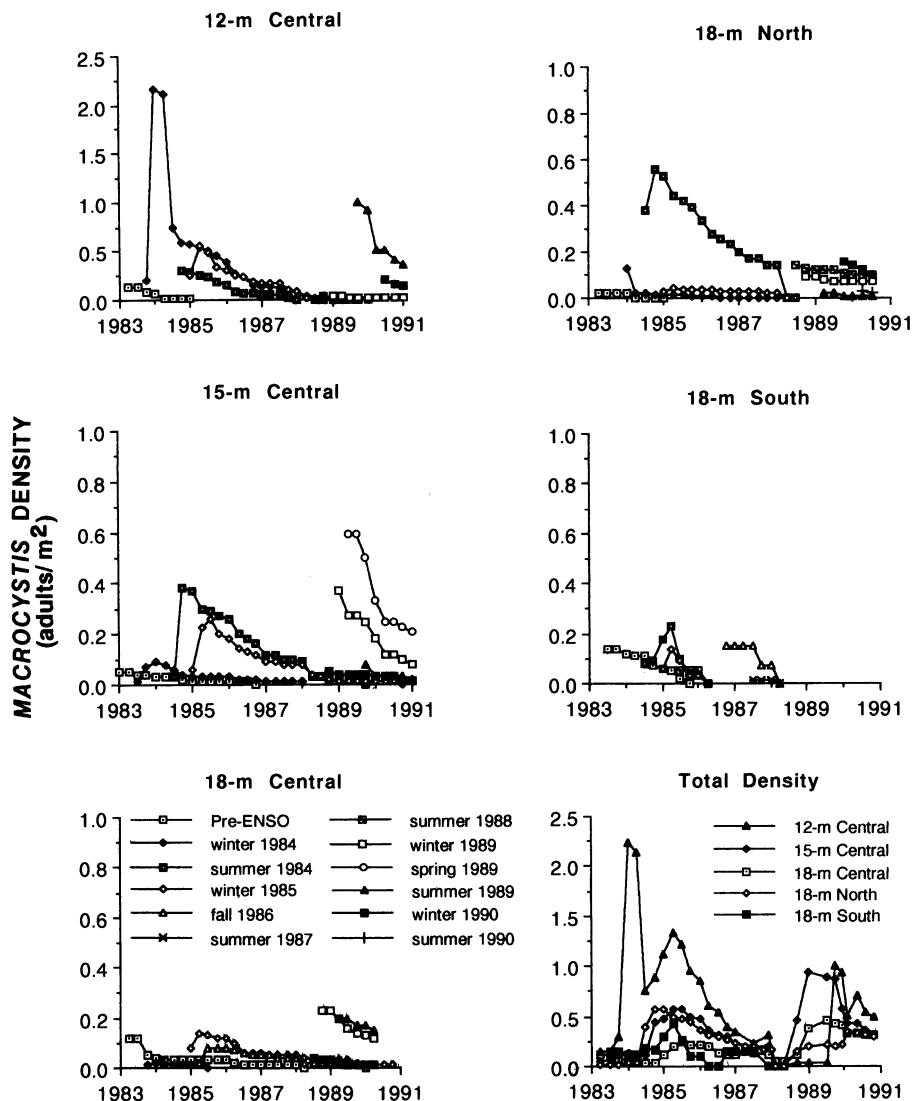 12-m Central
2.5
2.0
1.5
1.0
0.5
0.0
1983 1985 1987 1989 1991
18-m North
1.0
0.8
0.6
0.4
0.2
0.0
1983 1985 1987 1989 1991
15-m Central
1.0
0.8
0.6
0.4
0.2
0.0
1983 1985 1987 1989 1991
18-m South
1.0
0.8
0.6
0.4
0.2
0.0
1983 1985 1987 1989 1991
MACROCYSTIS DENSITY
(adults/m2)
18-m Central
1.0
0.8
0.6
0.4
0.2
0.0
1983 1985 1987 1989 1991
Pre-ENSO
winter 1984
summer 1984
winter 1985
fall 1986
summer 1987
summer 1988
winter 1989
spring 1989
summer 1989
winter 1990
summer 1990
Total Density
2.5
2.0
1.5
1.0
0.5
0.0
1983 1985 1987 1989 1991
12-m Central
15-m Central
18-m Central
18-m North
18-m South